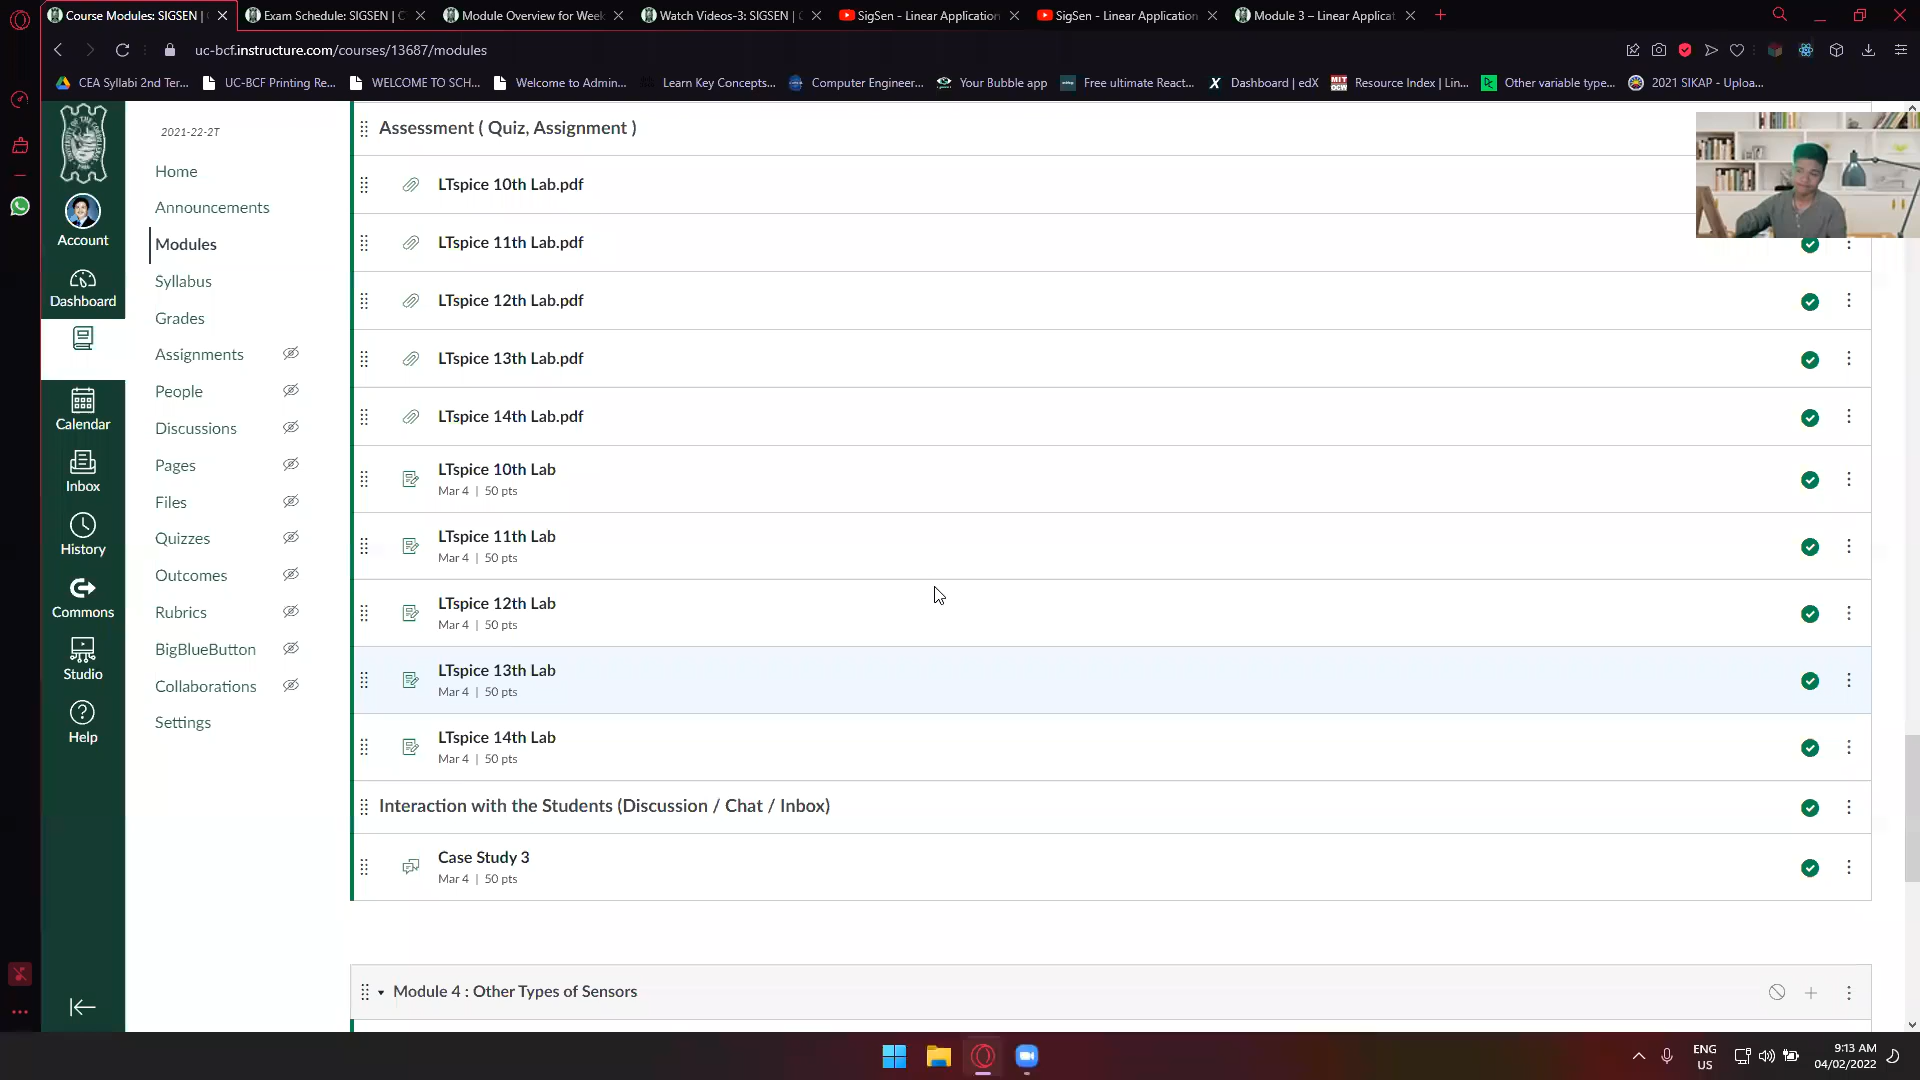 Course Modules: SIGSEN | C
Exam Schedule: SIGSEN | C
Module Overview for Week
Watch Videos-3: SIGSEN | C
SigSen - Linear Application
SigSen - Linear Application
Module 3 – Linear Applicat
uc-bcf.instructure.com/courses/13687/modules
CEA Syllabi 2nd Ter...
UC-BCF Printing Re...
WELCOME TO SCH...
Welcome to Admin...
Learn Key Concepts...
Computer Engineer...
Your Bubble app
Free ultimate React...
Dashboard | edX
Resource Index | Lin...
Other variable type...
2021 SIKAP - Uploa...
Account
Dashboard
Calendar
Inbox
History
Commons
Studio
Help
2021-22-2T
Home
Announcements
Modules
Syllabus
Grades
Assignments
People
Discussions
Pages
Files
Quizzes
Outcomes
Rubrics
BigBlueButton
Collaborations
Settings
Assessment ( Quiz, Assignment )
LTspice 10th Lab.pdf
LTspice 11th Lab.pdf
LTspice 12th Lab.pdf
LTspice 13th Lab.pdf
LTspice 14th Lab.pdf
LTspice 10th Lab
Mar 4 | 50 pts
LTspice 11th Lab
Mar 4 | 50 pts
LTspice 12th Lab
Mar 4 | 50 pts
LTspice 13th Lab
Mar 4 | 50 pts
LTspice 14th Lab
Mar 4 | 50 pts
Interaction with the Students (Discussion / Chat / Inbox)
Case Study 3
Mar 4 | 50 pts
Module 4 : Other Types of Sensors
ENG
US
9:13 AM
04/02/2022